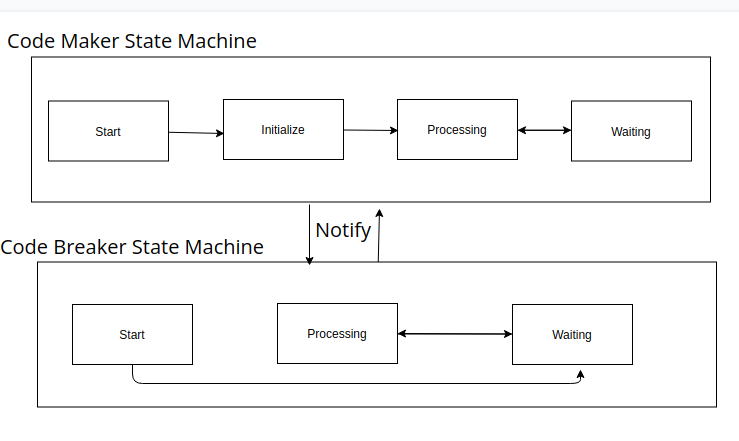 Code Maker State Machine
Start
Initialize
Processing
Waiting
Notify
Code Breaker State Machine
Start
Processing
Waiting